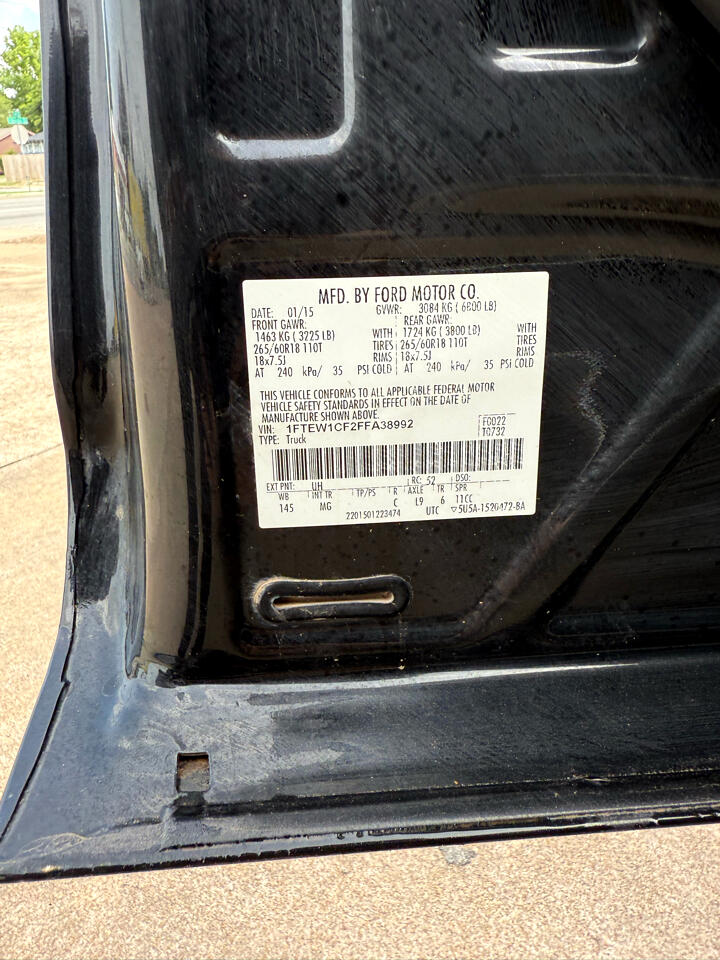 MFD. BY FORD MOTOR CO.
DATE: 01/15 GVWR: 3084 KG ( 6800 LB)
FRONT GAWR: REAR GAWR:
1463 KG ( 3225 LB) WITH 1724 KG ( 3800 LB) WITH
265/60R18 110T TIRES 265/60R18 110T TIRES
18x7.5J RIMS 18x7.5J RIMS
AT 240 kPa/ 35 PSI COLD AT 240 kPa/ 35 PSI COLD
THIS VEHICLE CONFORMS TO ALL APPLICABLE FEDERAL MOTOR
VEHICLE SAFETY STANDARDS IN EFFECT ON THE DATE OF
MANUFACTURE SHOWN ABOVE.
VIN: 1FTEW1CF2FFA38992 F0022
TYPE: Truck T0732
EXT PNT: UH RC: 52 DSO:
WB INT TR TP/PS R AXLE TR SPR
145 MG C L9 6 11CC
2201501223474 UTC ▽5U5A-1520472-BA